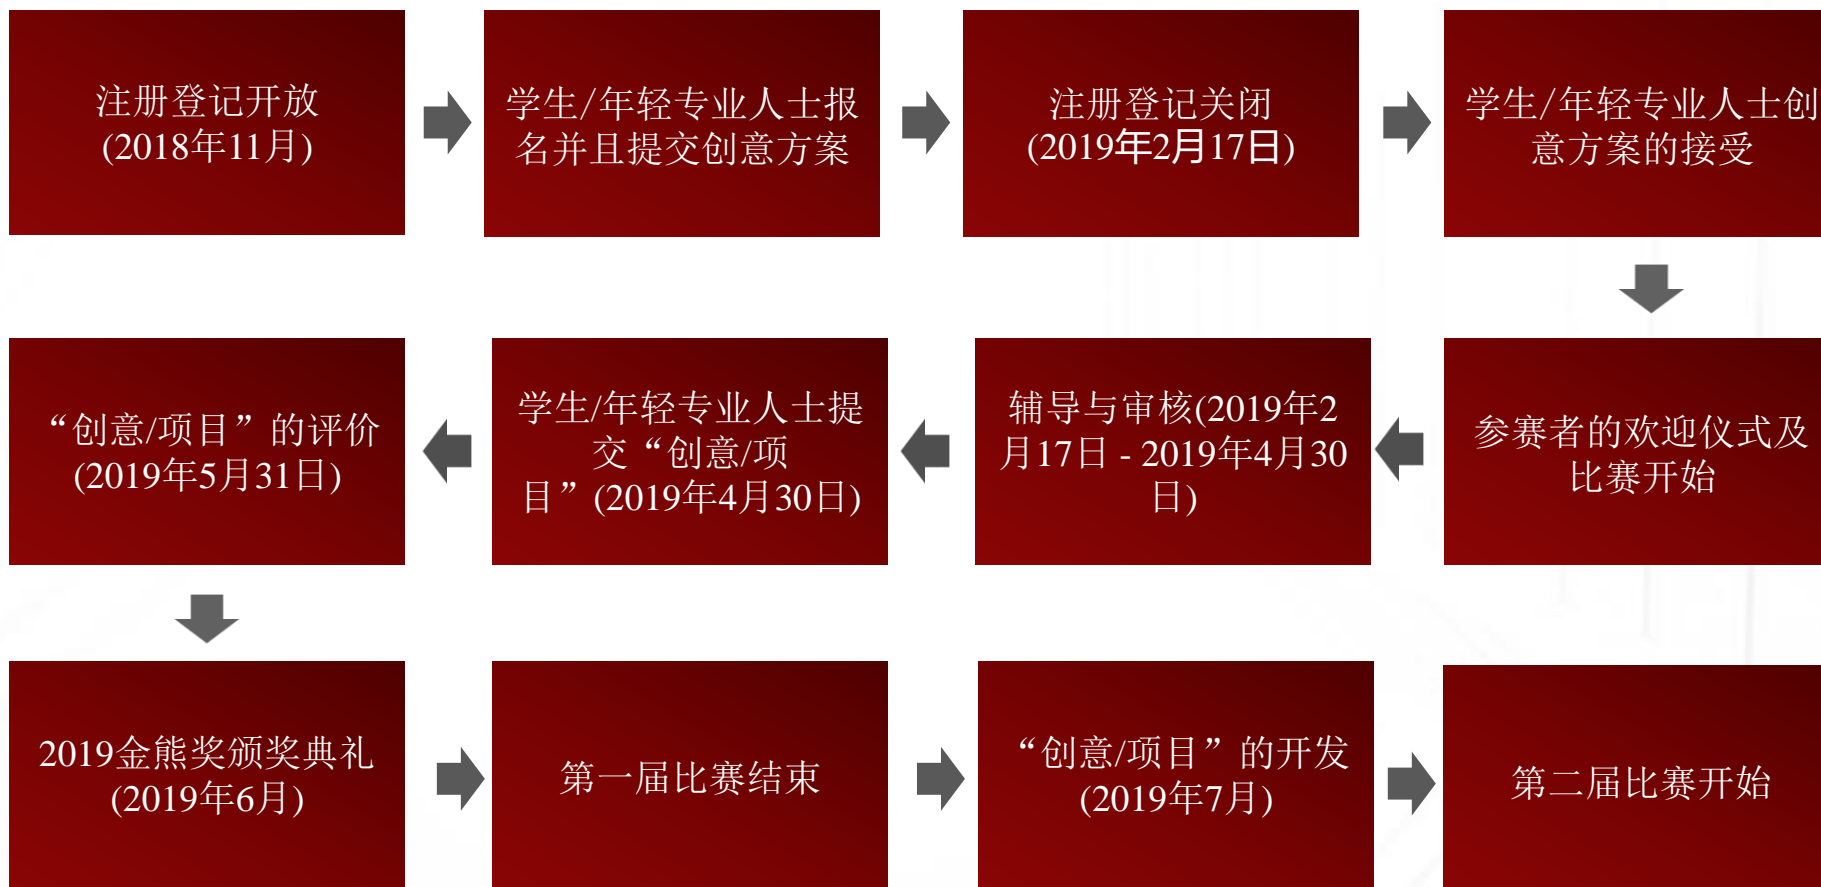 注册登记开放
(2018年11月)
学生/年轻专业人士报
名并且提交创意方案
注册登记关闭
(2019年2月17日)
学生/年轻专业人士创
意方案的接受
参赛者的欢迎仪式及
比赛开始
辅导与审核(2019年2
月17日 - 2019年4月30
日)
学生/年轻专业人士提
交“创意/项
目”(2019年4月30日)
“创意/项目”的评价
(2019年5月31日)
2019金熊奖颁奖典礼
(2019年6月)
第一届比赛结束
“创意/项目”的开发
(2019年7月)
第二届比赛开始